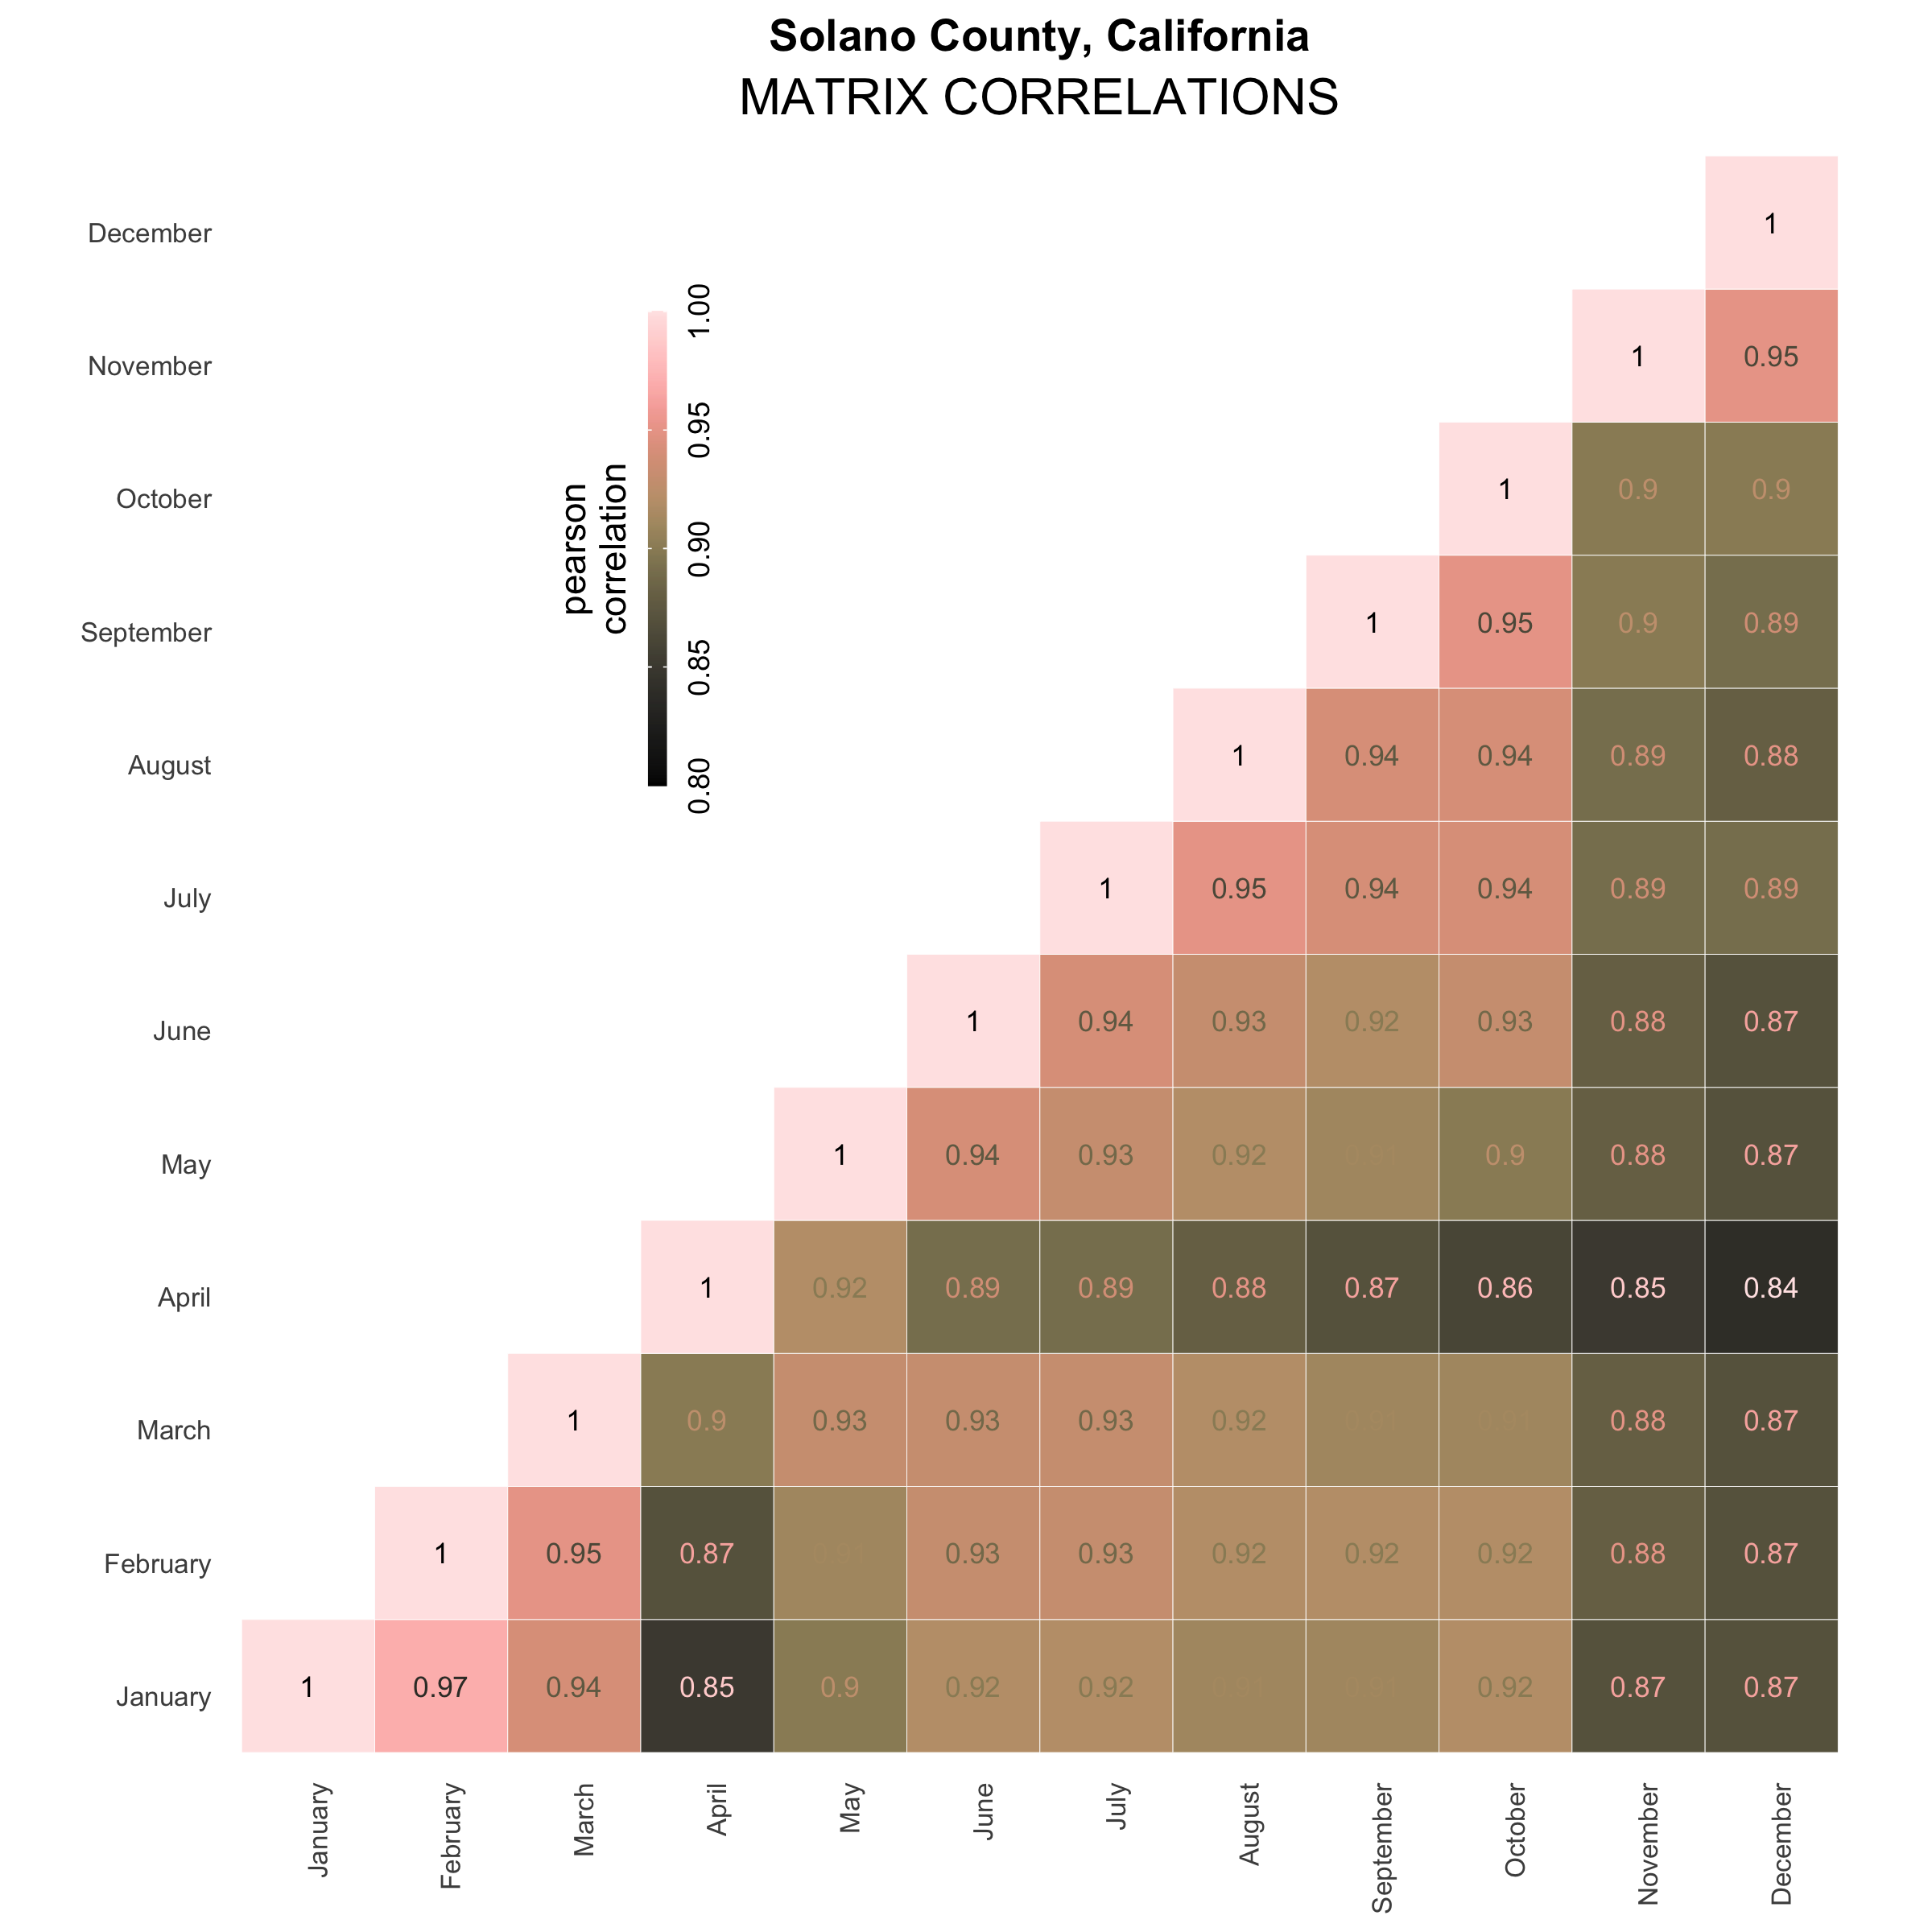 Solano County, California
MATRIX CORRELATIONS
pearson
correlation
1.00
0.95
0.90
0.85
0.80
December 1
November 1 0.95
October 1 0.9 0.9
September 1 0.95 0.9 0.89
August 1 0.94 0.94 0.89 0.88
July 1 0.95 0.94 0.94 0.89 0.89
June 1 0.94 0.93 0.92 0.93 0.88 0.87
May 1 0.94 0.93 0.92 0.9 0.88 0.87
April 1 0.92 0.89 0.89 0.88 0.87 0.86 0.85 0.84
March 1 0.9 0.93 0.93 0.93 0.92 0.88 0.87
February 1 0.95 0.87 0.93 0.93 0.92 0.92 0.92 0.88 0.87
January 1 0.97 0.94 0.85 0.9 0.92 0.92 0.92 0.87 0.87
January February March April May June July August September October November December